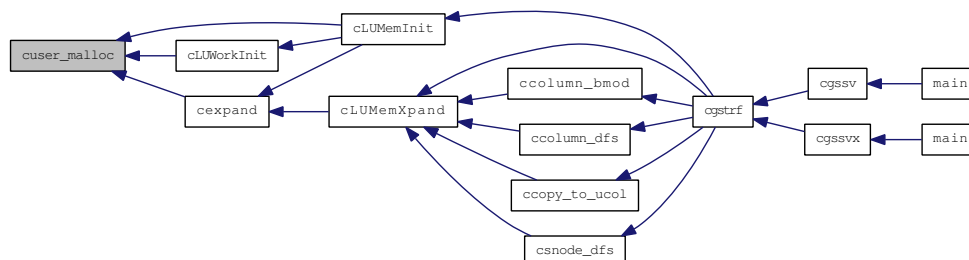 cuser_malloc
cLUMemInit
cLUWorkInit
cexpand
cLUMemXpand
ccolumn_bmod
ccolumn_dfs
ccopy_to_ucol
csnode_dfs
cgstrf
cgssv
main
cgssvx
main